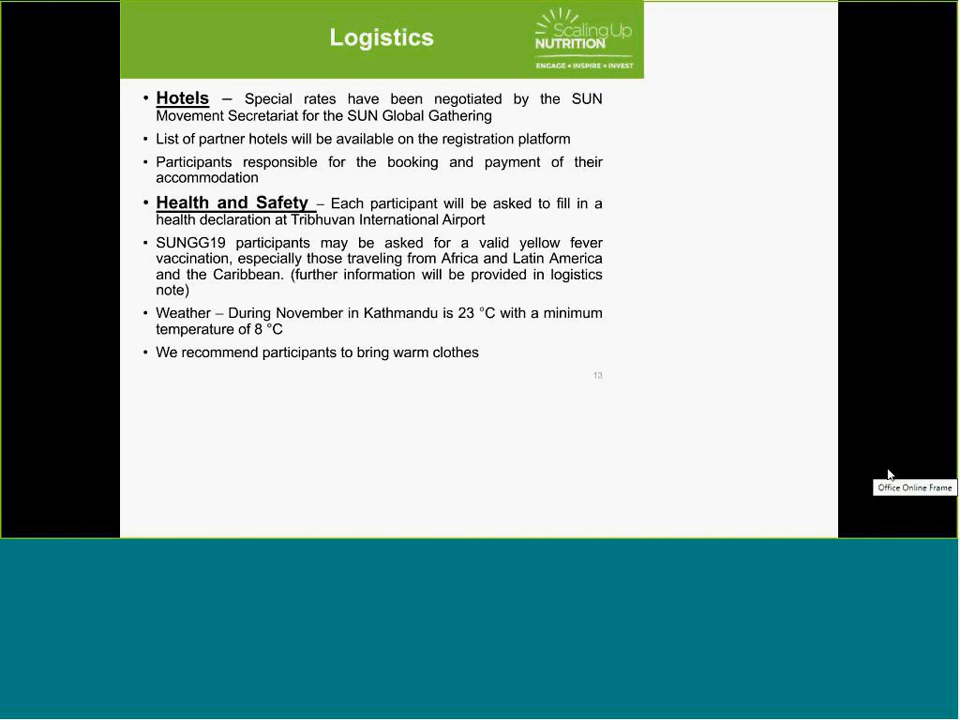 Logistics
ScalingUp
NUTRITION
ENGAGE • INSPIRE • INVEST
• Hotels – Special rates have been negotiated by the SUN
Movement Secretariat for the SUN Global Gathering
• List of partner hotels will be available on the registration platform
• Participants responsible for the booking and payment of their
accommodation
• Health and Safety – Each participant will be asked to fill in a
health declaration at Tribhuvan International Airport
• SUNGG19 participants may be asked for a valid yellow fever
vaccination, especially those traveling from Africa and Latin America
and the Caribbean. (further information will be provided in logistics
note)
• Weather – During November in Kathmandu is 23 °C with a minimum
temperature of 8 °C
• We recommend participants to bring warm clothes
13
Office Online Frame